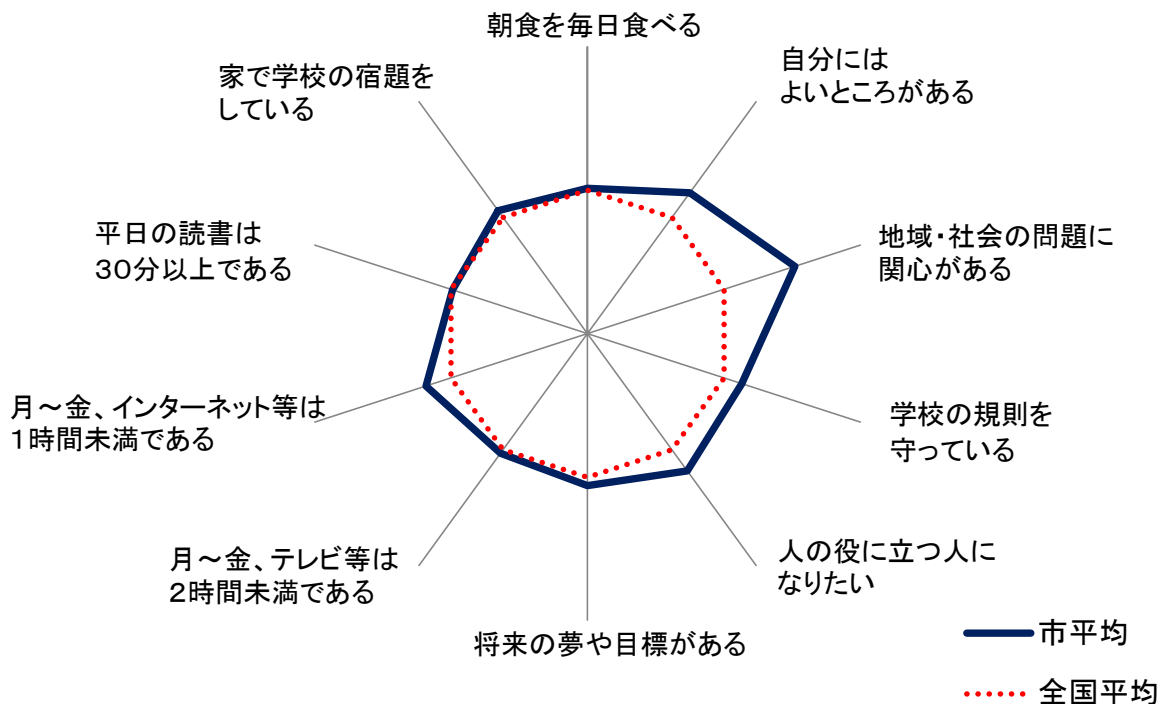 朝食を毎日食べる
自分には
よいところがある
地域・社会の問題に
関心がある
学校の規則を
守っている
人の役に立つ人に
なりたい
将来の夢や目標がある
月～金、テレビ等は
２時間未満である
月～金、インターネット等は
１時間未満である
平日の読書は
３０分以上である
家で学校の宿題を
している
市平均
全国平均